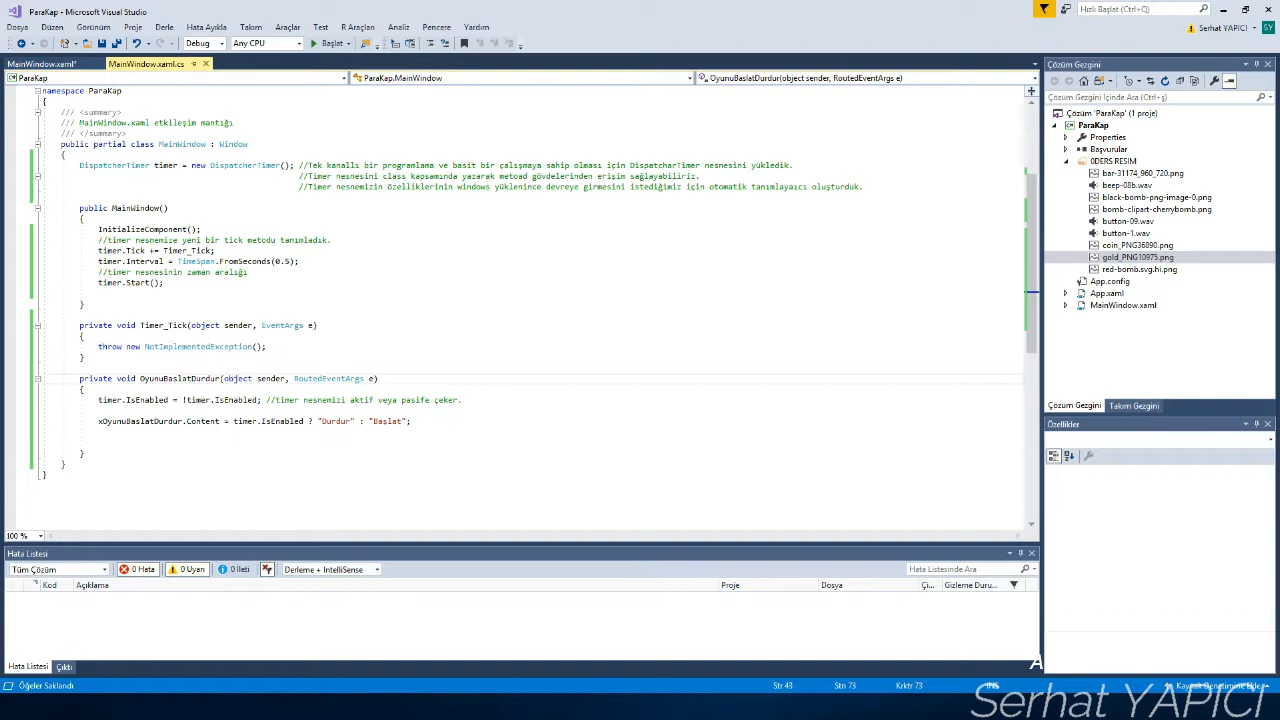 ParaKap - Microsoft Visual Studio
Hızlı Başlat (Ctrl+Ö)
Dosya Düzen Görünüm Proje Derle Hata Ayıkla Takım Araçlar Test R Araçları Analiz Pencere Yardım
Serhat YAPICI SY
Debug Any CPU Başlat
MainWindow.xaml* MainWindow.xaml.cs
ParaKap ParaKap.MainWindow OyunuBaslatDurdur(object sender, RoutedEventArgs e)
namespace ParaKap
{
/// <summary>
/// MainWindow.xaml etkileşim mantığı
/// </summary>
public partial class MainWindow : Window
{
DispatcherTimer timer = new DispatcherTimer(); //Tek kanallı bir programlama ve basit bir çalışmaya sahip olması için DispatcharTimer nesnesini yükledik.
//Timer nesnesini class kapsamında yazarak metoad gövdelerinden erişim sağlayabiliriz.
//Timer nesnemizin özelliklerinin windows yüklenince devreye girmesini istediğimiz için otomatik tanımlayaıcı oluşturduk.
public MainWindow()
{
InitializeComponent();
//timer nesnemize yeni bir tick metodu tanımladık.
timer.Tick += Timer_Tick;
timer.Interval = TimeSpan.FromSeconds(0.5);
//timer nesnesinin zaman aralığı
timer.Start();
}
private void Timer_Tick(object sender, EventArgs e)
{
throw new NotImplementedException();
}
private void OyunuBaslatDurdur(object sender, RoutedEventArgs e)
{
timer.IsEnabled = !timer.IsEnabled; //timer nesnemizi aktif veya pasife çeker.
xOyunuBaslatDurdur.Content = timer.IsEnabled ? "Durdur" : "Başlat";
}
}
}
100 %
Çözüm Gezgini
Çözüm Gezgini İçinde Ara (Ctrl+ş)
Çözüm 'ParaKap' (1 proje)
ParaKap
Properties
Başvurular
0DERS RESIM
bar-31174_960_720.png
beep-08b.wav
black-bomb-png-image-0.png
bomb-clipart-cherrybomb.png
button-09.wav
button-1.wav
coin_PNG36890.png
gold_PNG10975.png
red-bomb.svg.hi.png
App.config
App.xaml
MainWindow.xaml
Çözüm Gezgini Takım Gezgini
Özellikler
Hata Listesi
Tüm Çözüm 0 Hata 0 Uyarı 0 İleti Derleme + IntelliSense
Hata Listesinde Ara
Kod Açıklama Proje Dosya Çi... Gizleme Duru...
Hata Listesi Çıktı
A
Öğeler Saklandı Str 43 Stn 73 Krktr 73 INS Kaynak Denetimine Ekle
Serhat YAPICI